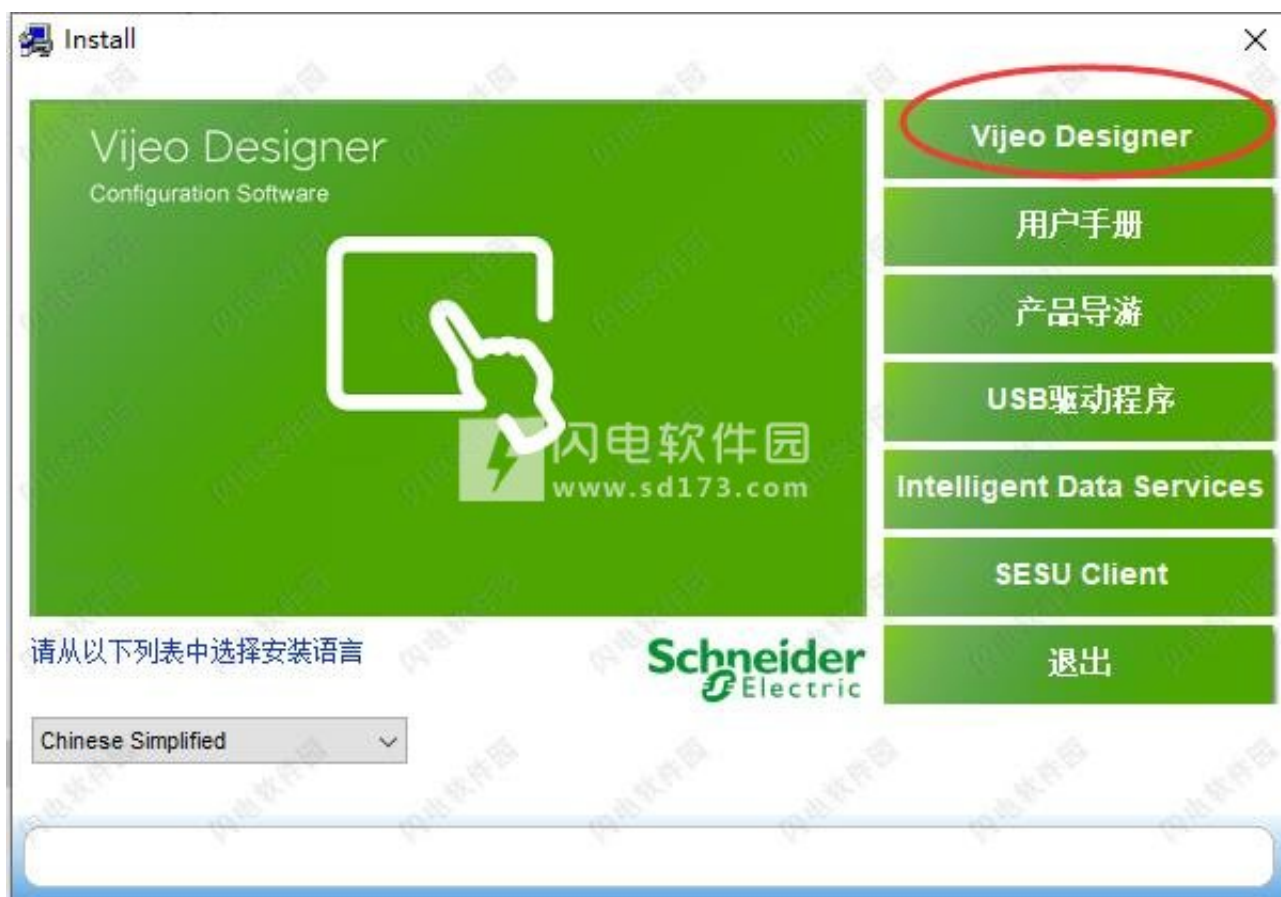 Install
Vijeo Designer
Configuration Software
闪电软件园
www.sd173.com
Vijeo Designer
用户手册
产品导游
USB驱动程序
Intelligent Data Services
SESU Client
退出
请从以下列表中选择安装语言
Schneider
Electric
Chinese Simplified